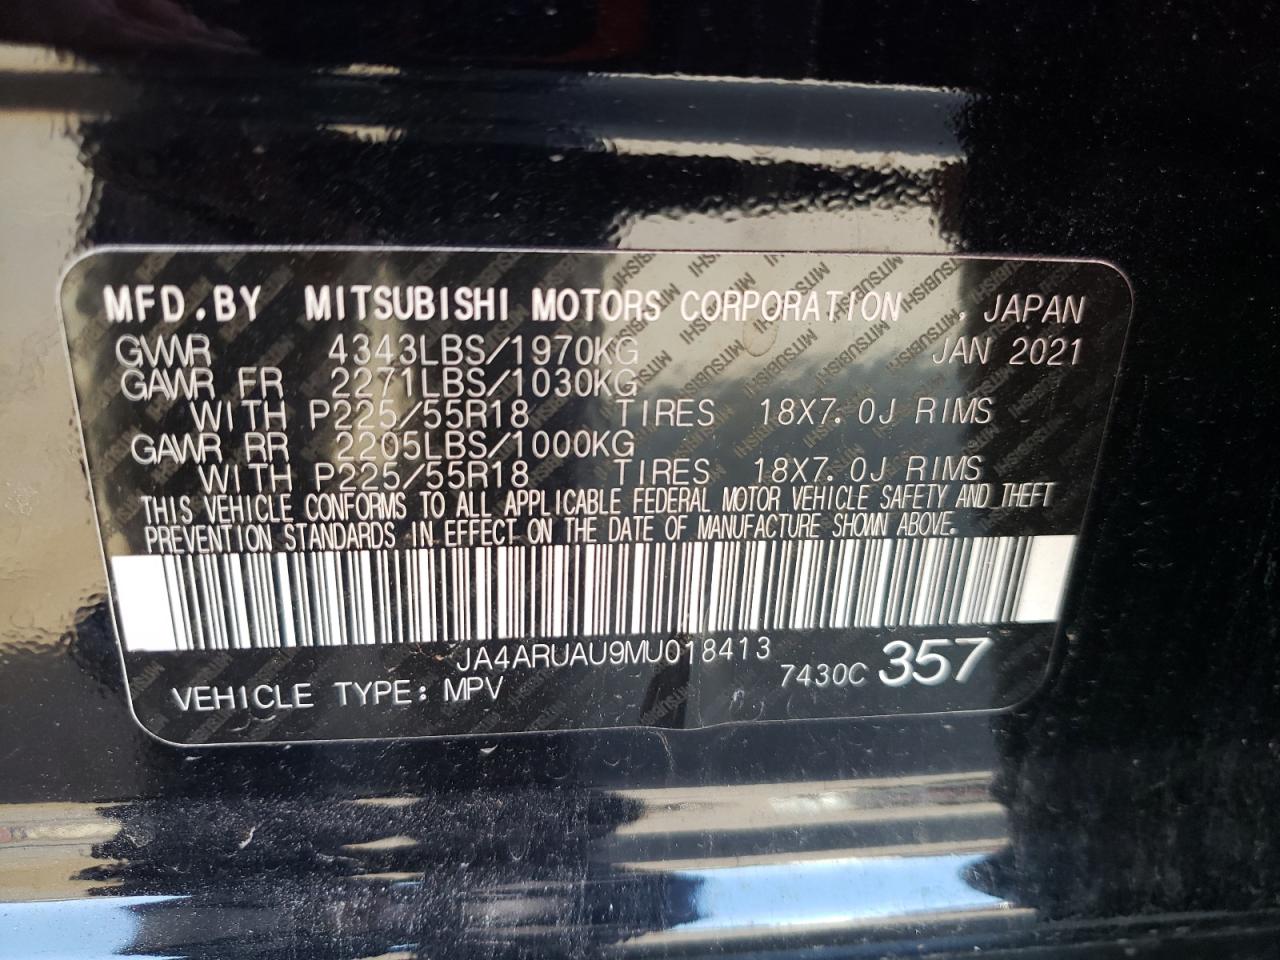 MFD.BY MITSUBISHI MOTORS CORPORATION , JAPAN
GVWR 4343LBS/1970KG JAN 2021
GAWR FR 2271LBS/1030KG
WITH P225/55R18 TIRES 18X7.0J RIMS
GAWR RR 2205LBS/1000KG
WITH P225/55R18 TIRES 18X7.0J RIMS
THIS VEHICLE CONFORMS TO ALL APPLICABLE FEDERAL MOTOR VEHICLE SAFETY AND THEFT
PREVENTION STANDARDS IN EFFECT ON THE DATE OF MANUFACTURE SHOWN ABOVE.
JA4ARUAU9MU018413
VEHICLE TYPE: MPV 7430C 357